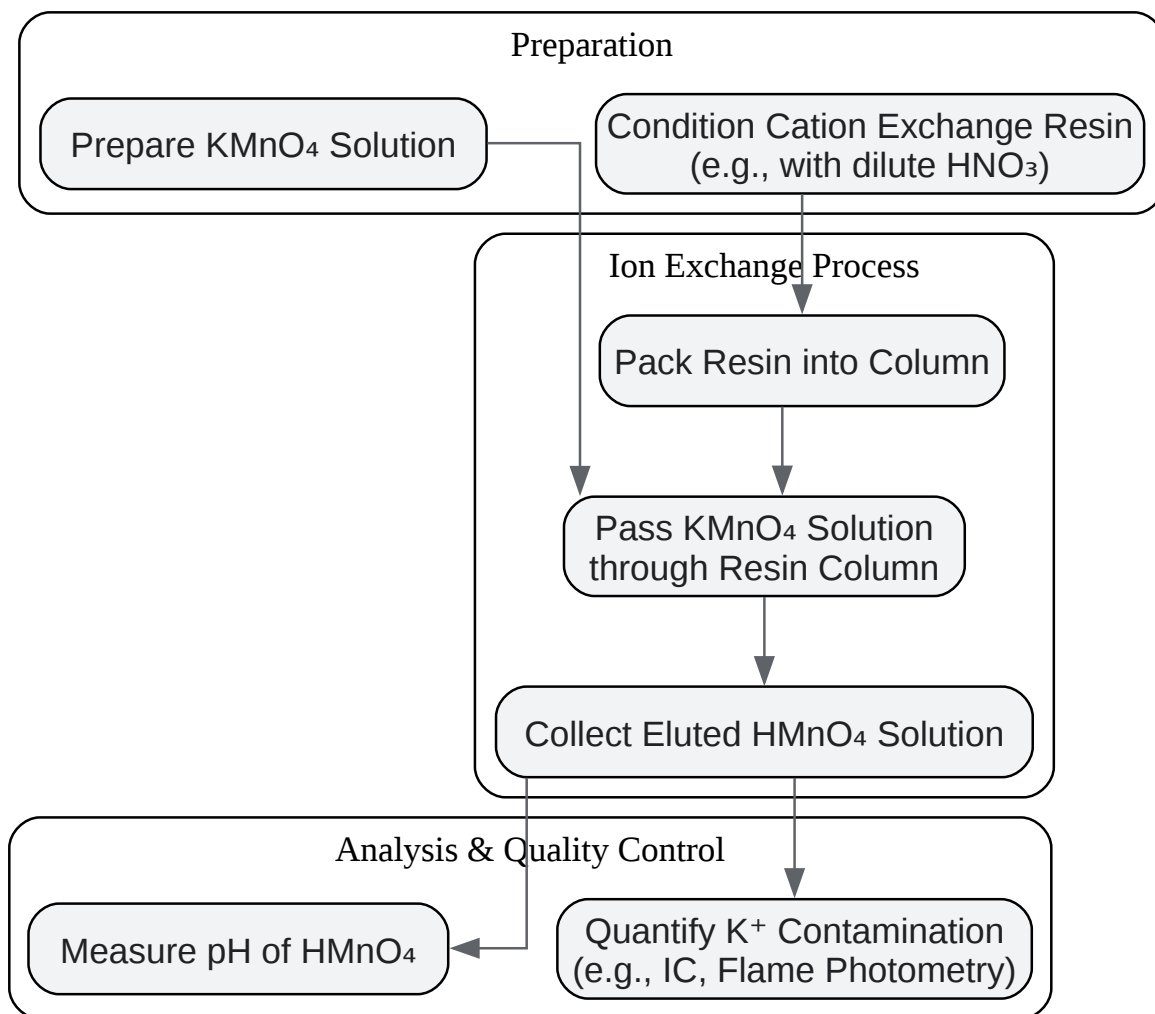 Preparation
Prepare KMnO₄ Solution
Condition Cation Exchange Resin
(e.g., with dilute HNO₃)
Ion Exchange Process
Pack Resin into Column
Pass KMnO₄ Solution
through Resin Column
Collect Eluted HMnO₄ Solution
Analysis & Quality Control
Measure pH of HMnO₄
Quantify K⁺ Contamination
(e.g., IC, Flame Photometry)